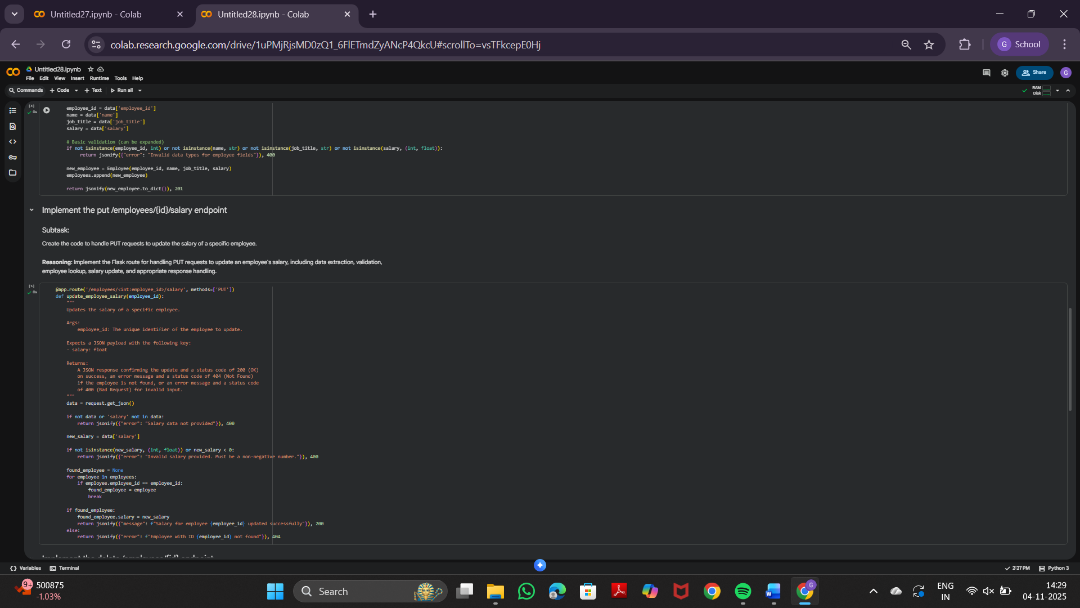 Untitled27.ipynb - Colab
Untitled28.ipynb - Colab
colab.research.google.com/drive/1uPMjRjsMD0zQ1_6FlETmdZyANcP4QkcU#scrollTo=vsTFkcepE0Hj
School
Untitled28.ipynb
File Edit View Insert Runtime Tools Help
Share
Commands + Code + Text Run all
RAM
Disk
employee_id = data['employee_id']
name = data['name']
job_title = data['job_title']
salary = data['salary']
# Basic validation (can be expanded)
if not isinstance(employee_id, int) or not isinstance(name, str) or not isinstance(job_title, str) or not isinstance(salary, (int, float)):
return jsonify({"error": "Invalid data types for employee fields"}), 400
new_employee = Employee(employee_id, name, job_title, salary)
employees.append(new_employee)
return jsonify(new_employee.to_dict()), 201
Implement the put /employees/{id}/salary endpoint
Subtask:
Create the code to handle PUT requests to update the salary of a specific employee.
Reasoning: Implement the Flask route for handling PUT requests to update an employee's salary, including data extraction, validation,
employee lookup, salary update, and appropriate response handling.
@app.route('/employees/<int:employee_id>/salary', methods=['PUT'])
def update_employee_salary(employee_id):
"""
Updates the salary of a specific employee.
Args:
employee_id: The unique identifier of the employee to update.
Expects a JSON payload with the following key:
- salary: float
Returns:
A JSON response confirming the update and a status code of 200 (OK)
on success, an error message and a status code of 404 (Not Found)
if the employee is not found, or an error message and a status code
of 400 (Bad Request) for invalid input.
"""
data = request.get_json()
if not data or 'salary' not in data:
return jsonify({"error": "Salary data not provided"}), 400
new_salary = data['salary']
if not isinstance(new_salary, (int, float)) or new_salary < 0:
return jsonify({"error": "Invalid salary provided. Must be a non-negative number."}), 400
found_employee = None
for employee in employees:
if employee.employee_id == employee_id:
found_employee = employee
break
if found_employee:
found_employee.salary = new_salary
return jsonify({"message": f"Salary for employee {employee_id} updated successfully"}), 200
else:
return jsonify({"error": f"Employee with ID {employee_id} not found"}), 404
Variables Terminal
2:27 PM Python 3
500875
-1.03%
Search
ENG
IN
14:29
04-11-2025